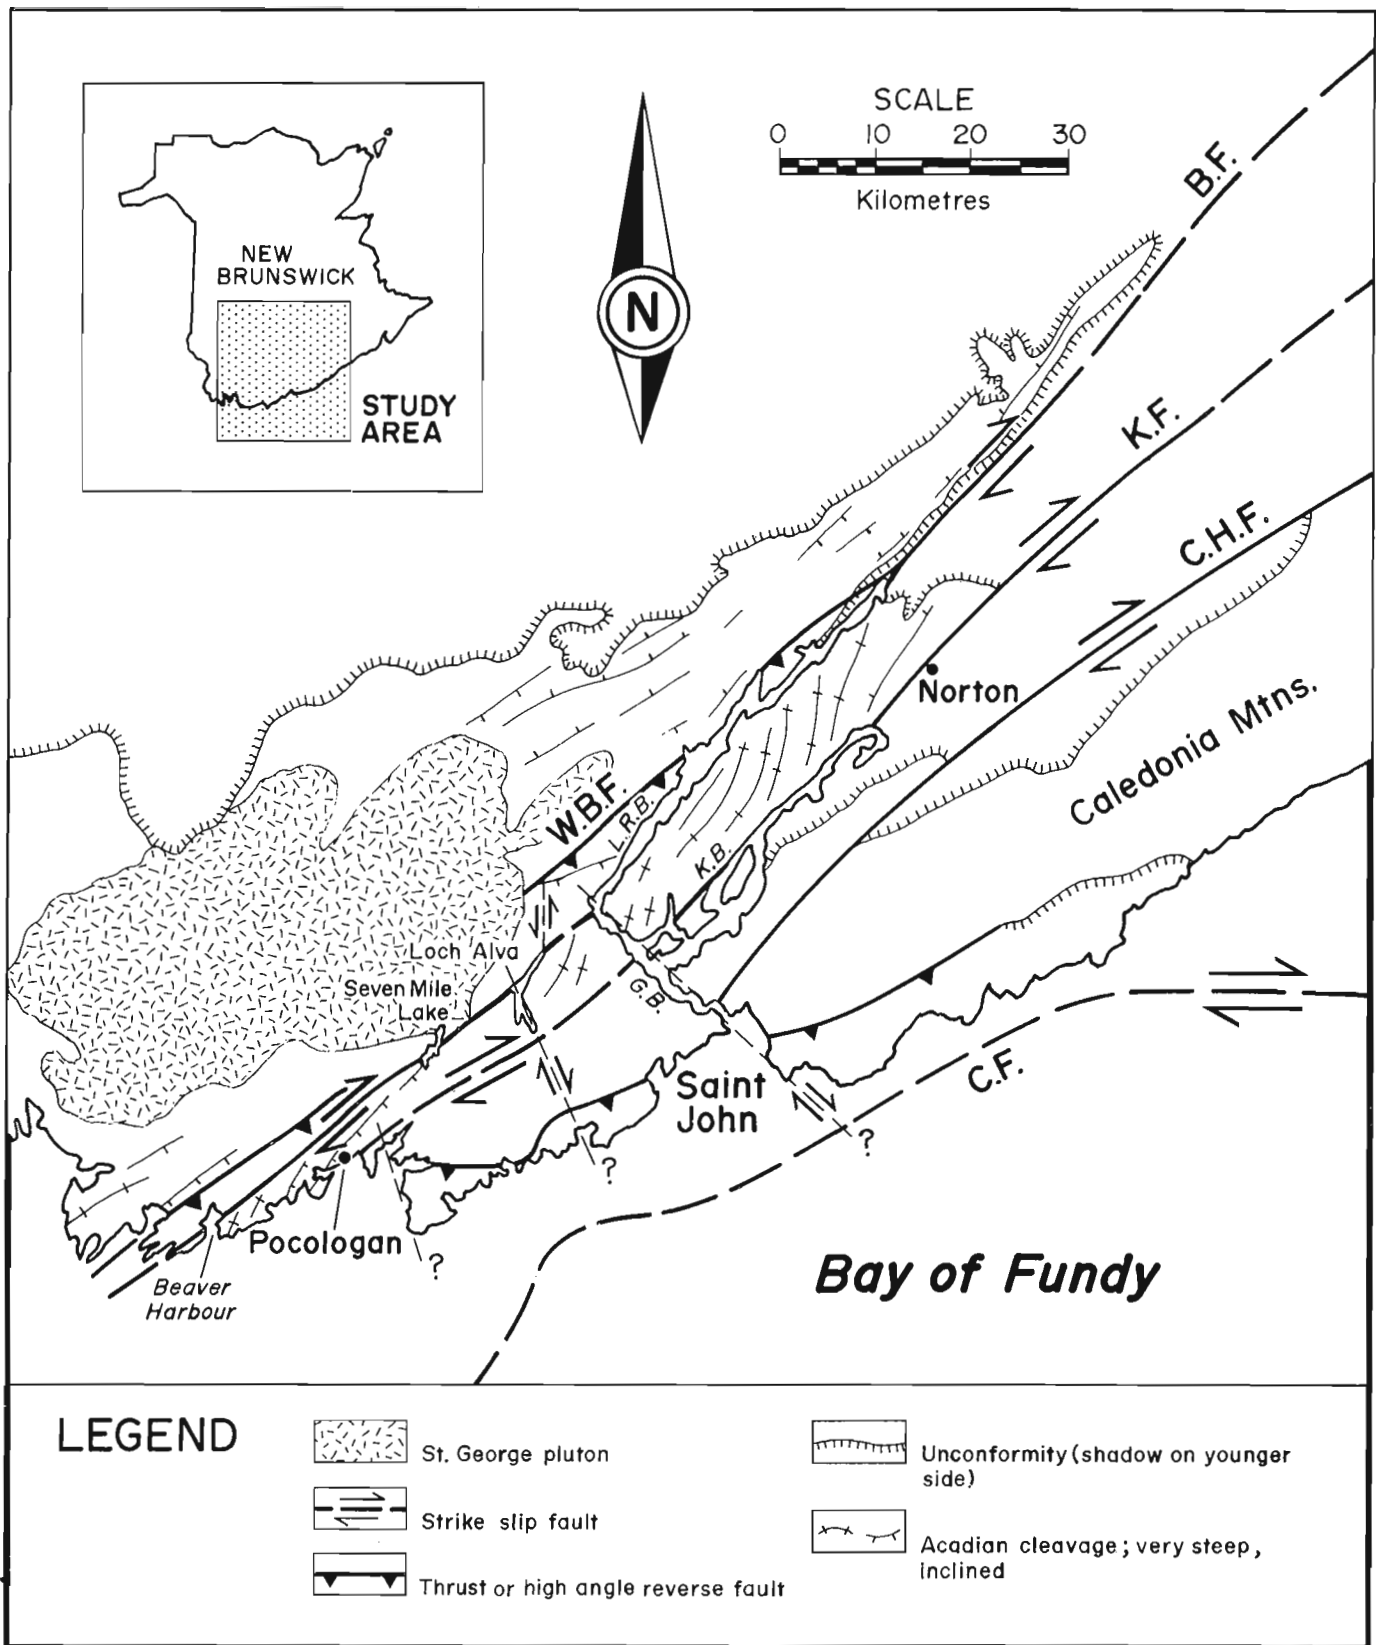 SCALE
0 10 20 30
Kilometres
NEW
BRUNSWICK
STUDY
AREA
N
B.F.
K.F.
C.H.F.
Norton
Caledonia Mtns.
W.B.F.
L.R.B.
K.B.
Loch Alva
Seven Mile
Lake
G.B.
Saint
John
C.F.
?
?
?
Pocologan
Beaver
Harbour
Bay of Fundy
LEGEND
St. George pluton
Strike slip fault
Thrust or high angle reverse fault
Unconformity (shadow on younger
side)
Acadian cleavage; very steep,
inclined